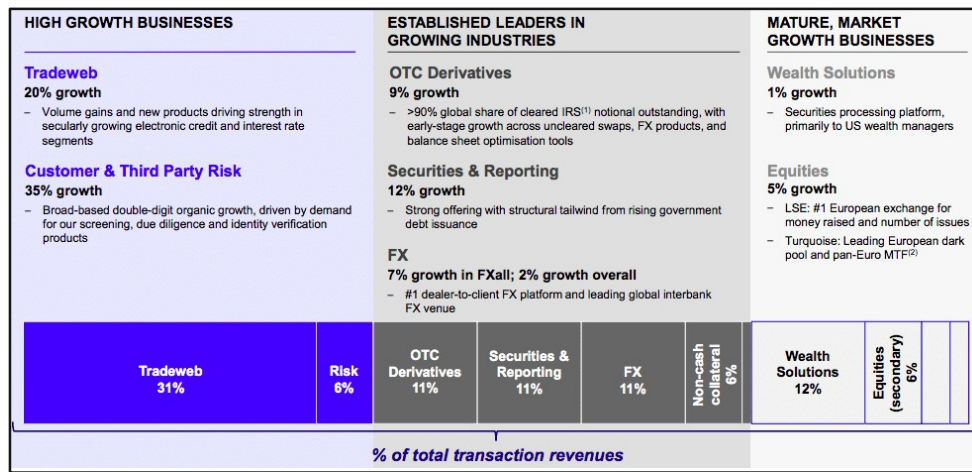 HIGH GROWTH BUSINESSES
Tradeweb
20% growth
– Volume gains and new products driving strength in
secularly growing electronic credit and interest rate
segments
Customer & Third Party Risk
35% growth
– Broad-based double-digit organic growth, driven by demand
for our screening, due diligence and identity verification
products
ESTABLISHED LEADERS IN
GROWING INDUSTRIES
OTC Derivatives
9% growth
– >90% global share of cleared IRS(1) notional outstanding, with
early-stage growth across uncleared swaps, FX products, and
balance sheet optimisation tools
Securities & Reporting
12% growth
– Strong offering with structural tailwind from rising government
debt issuance
FX
7% growth in FXall; 2% growth overall
– #1 dealer-to-client FX platform and leading global interbank
FX venue
MATURE, MARKET
GROWTH BUSINESSES
Wealth Solutions
1% growth
– Securities processing platform,
primarily to US wealth managers
Equities
5% growth
– LSE: #1 European exchange for
money raised and number of issues
– Turquoise: Leading European dark
pool and pan-Euro MTF(2)
Tradeweb
31%
Risk
6%
OTC
Derivatives
11%
Securities &
Reporting
11%
FX
11%
Non-cash
collateral
6%
Wealth
Solutions
12%
Equities
(secondary)
6%
% of total transaction revenues